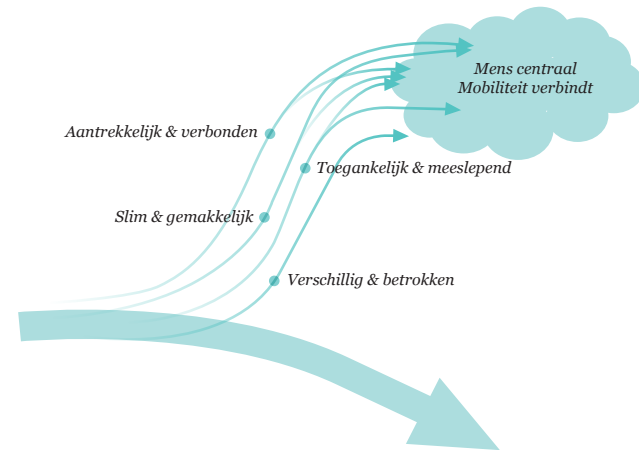 Mens centraal
Mobiliteit verbindt
Aantrekkelijk & verbonden
Toegankelijk & meeslepend
Slim & gemakkelijk
Verschillig & betrokken